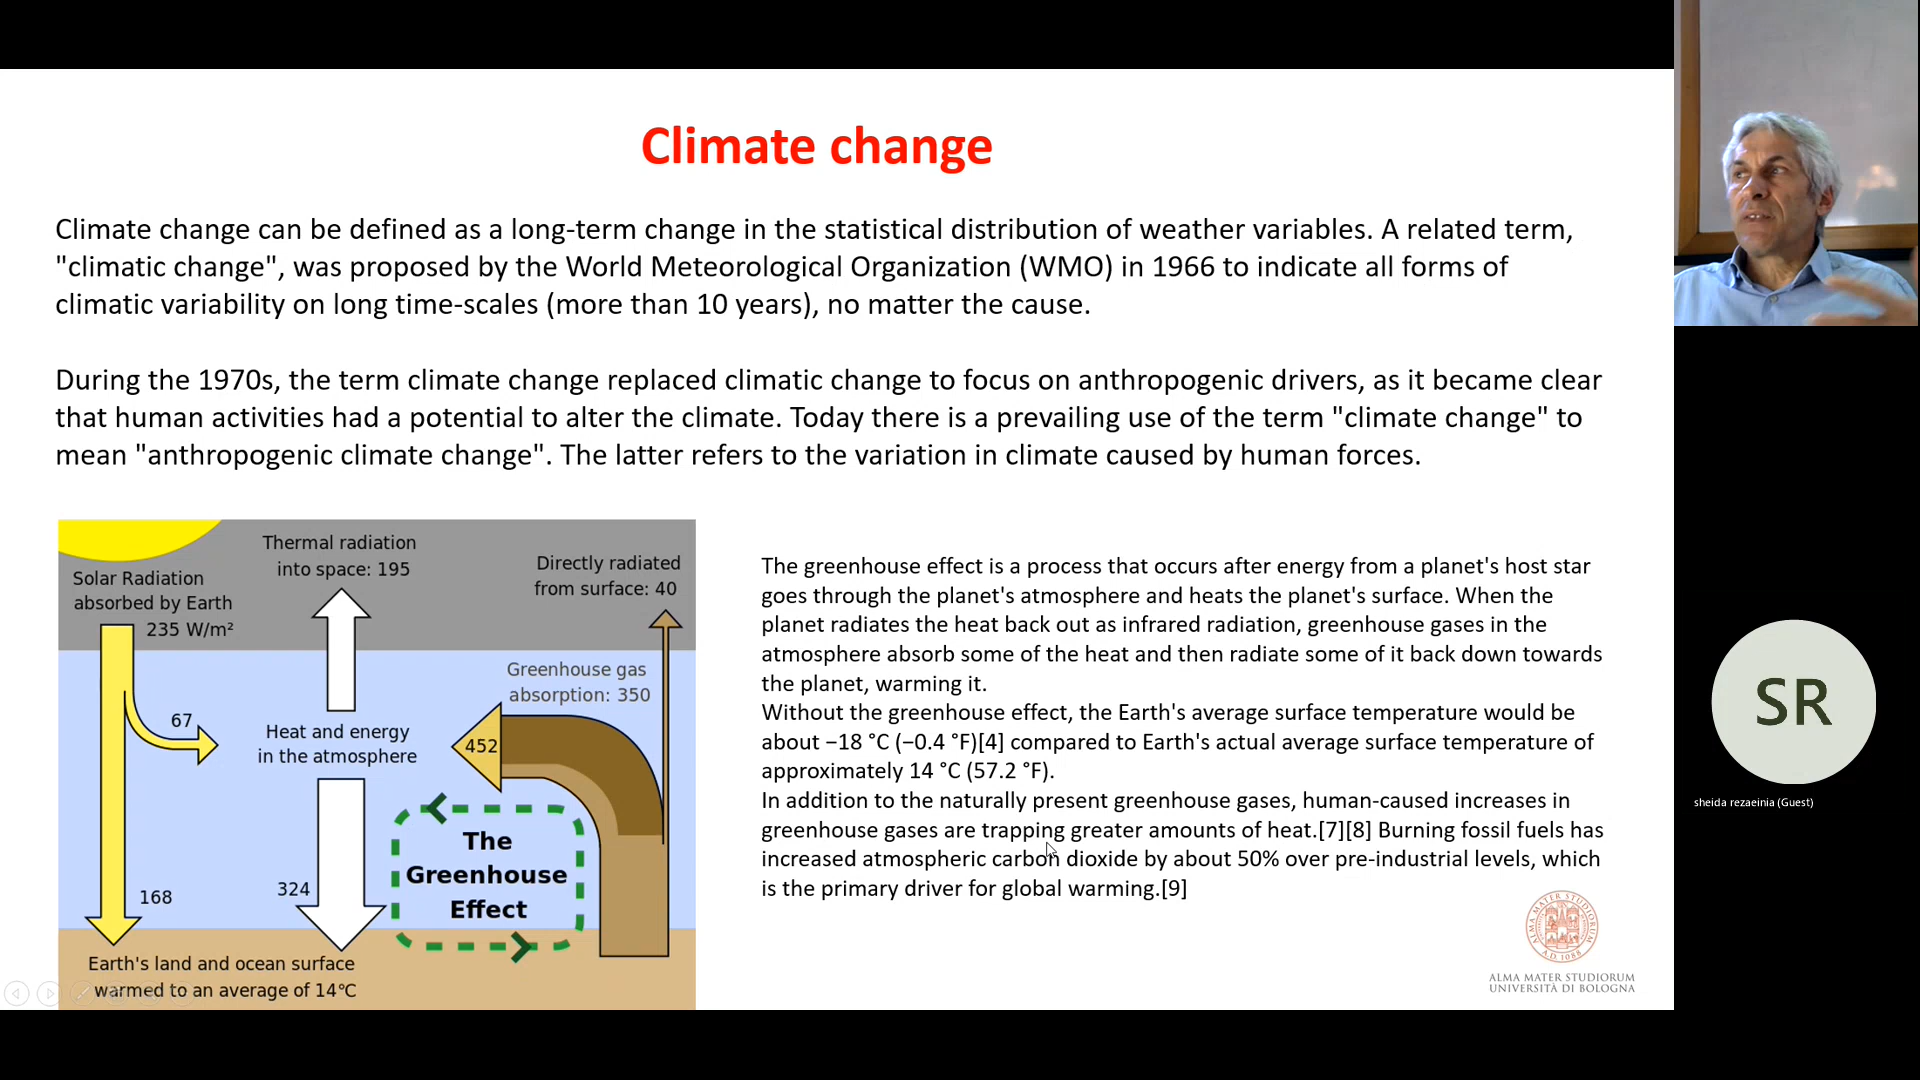 Climate change
Climate change can be defined as a long-term change in the statistical distribution of weather variables. A related term,
"climatic change", was proposed by the World Meteorological Organization (WMO) in 1966 to indicate all forms of
climatic variability on long time-scales (more than 10 years), no matter the cause.
During the 1970s, the term climate change replaced climatic change to focus on anthropogenic drivers, as it became clear
that human activities had a potential to alter the climate. Today there is a prevailing use of the term "climate change" to
mean "anthropogenic climate change". The latter refers to the variation in climate caused by human forces.
Thermal radiation
into space: 195
Directly radiated
from surface: 40
Solar Radiation
absorbed by Earth
235 W/m²
Greenhouse gas
absorption: 350
67
Heat and energy
in the atmosphere
452
The
Greenhouse
Effect
324
168
Earth's land and ocean surface
warmed to an average of 14°C
The greenhouse effect is a process that occurs after energy from a planet's host star
goes through the planet's atmosphere and heats the planet's surface. When the
planet radiates the heat back out as infrared radiation, greenhouse gases in the
atmosphere absorb some of the heat and then radiate some of it back down towards
the planet, warming it.
Without the greenhouse effect, the Earth's average surface temperature would be
about −18 °C (−0.4 °F)[4] compared to Earth's actual average surface temperature of
approximately 14 °C (57.2 °F).
In addition to the naturally present greenhouse gases, human-caused increases in
greenhouse gases are trapping greater amounts of heat.[7][8] Burning fossil fuels has
increased atmospheric carbon dioxide by about 50% over pre-industrial levels, which
is the primary driver for global warming.[9]
ALMA MATER STUDIORUM
A.D. 1088
ALMA MATER STUDIORUM
UNIVERSITÀ DI BOLOGNA
SR
sheida rezaeinia (Guest)